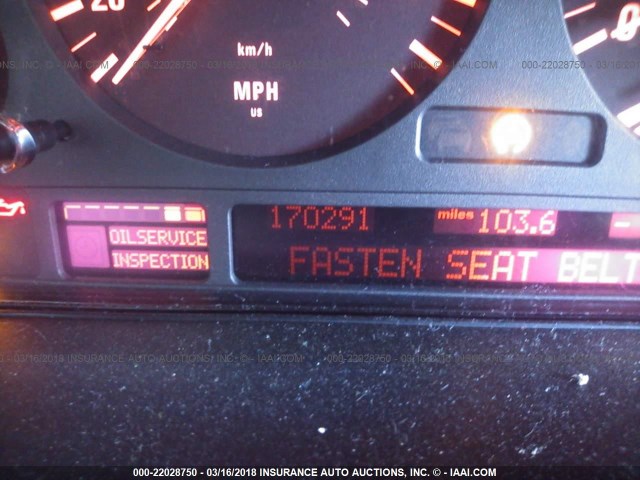 20
km/h
MPH
US
170291 miles 103.6
OILSERVICE
INSPECTION
FASTEN SEAT BELT
000-22028750 / 03/16/2018 INSURANCE AUTO AUCTIONS, INC. © - IAAI.COM